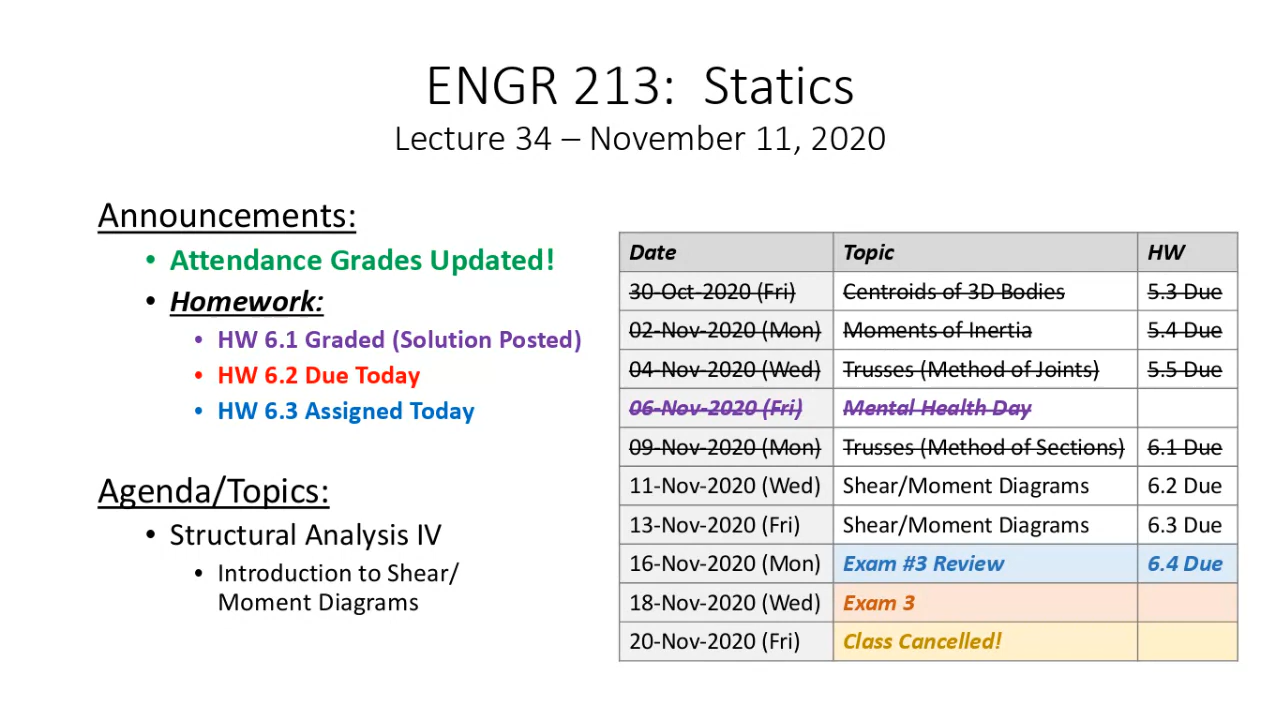 ENGR 213:  Statics
Lecture 34 – November 11, 2020
Announcements:
• Attendance Grades Updated!
• Homework:
• HW 6.1 Graded (Solution Posted)
• HW 6.2 Due Today
• HW 6.3 Assigned Today
Agenda/Topics:
• Structural Analysis IV
• Introduction to Shear/
Moment Diagrams
Date Topic HW
30-Oct-2020 (Fri) Centroids of 3D Bodies 5.3 Due
02-Nov-2020 (Mon) Moments of Inertia 5.4 Due
04-Nov-2020 (Wed) Trusses (Method of Joints) 5.5 Due
06-Nov-2020 (Fri) Mental Health Day
09-Nov-2020 (Mon) Trusses (Method of Sections) 6.1 Due
11-Nov-2020 (Wed) Shear/Moment Diagrams 6.2 Due
13-Nov-2020 (Fri) Shear/Moment Diagrams 6.3 Due
16-Nov-2020 (Mon) Exam #3 Review 6.4 Due
18-Nov-2020 (Wed) Exam 3
20-Nov-2020 (Fri) Class Cancelled!